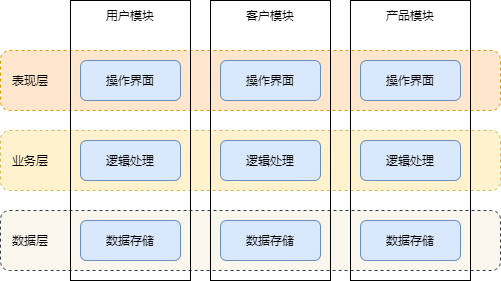 用户模块 客户模块 产品模块
表现层 操作界面 操作界面 操作界面
业务层 逻辑处理 逻辑处理 逻辑处理
数据层 数据存储 数据存储 数据存储